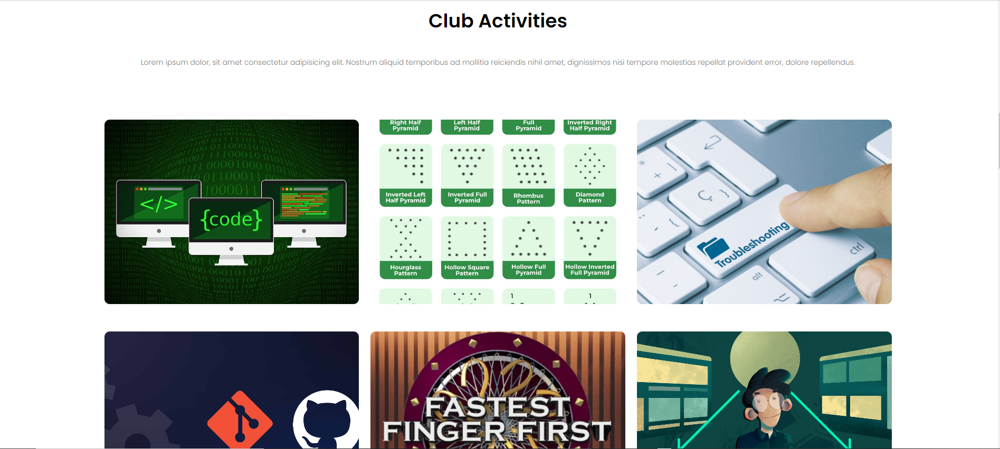 Club Activities
Lorem ipsum dolor, sit amet consectetur adipisicing elit. Nostrum aliquid temporibus ad mollitia reiciendis nihil amet, dignissimos nisi tempore molestias repellat provident error, dolore repellendus.
</>
{code}
Right Half
Pyramid
Left Half
Pyramid
Full
Pyramid
Inverted Right
Half Pyramid
Inverted Left
Half Pyramid
Inverted Full
Pyramid
Rhombus
Pattern
Diamond
Pattern
Hourglass
Pattern
Hollow Square
Pattern
Hollow Full
Pyramid
Hollow Inverted
Full Pyramid
1
1
Ç
Troubleshooting
ctrl
alt
FASTEST
FINGER FIRST